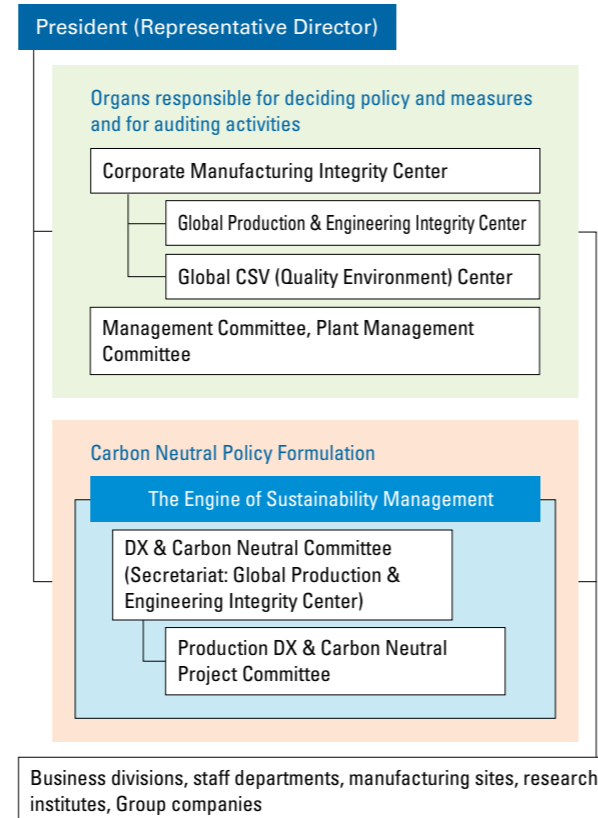 President (Representative Director)
Organs responsible for deciding policy and measures
and for auditing activities
Corporate Manufacturing Integrity Center
Global Production & Engineering Integrity Center
Global CSV (Quality Environment) Center
Management Committee, Plant Management
Committee
Carbon Neutral Policy Formulation
The Engine of Sustainability Management
DX & Carbon Neutral Committee
(Secretariat: Global Production &
Engineering Integrity Center)
Production DX & Carbon Neutral
Project Committee
Business divisions, staff departments, manufacturing sites, research
institutes, Group companies